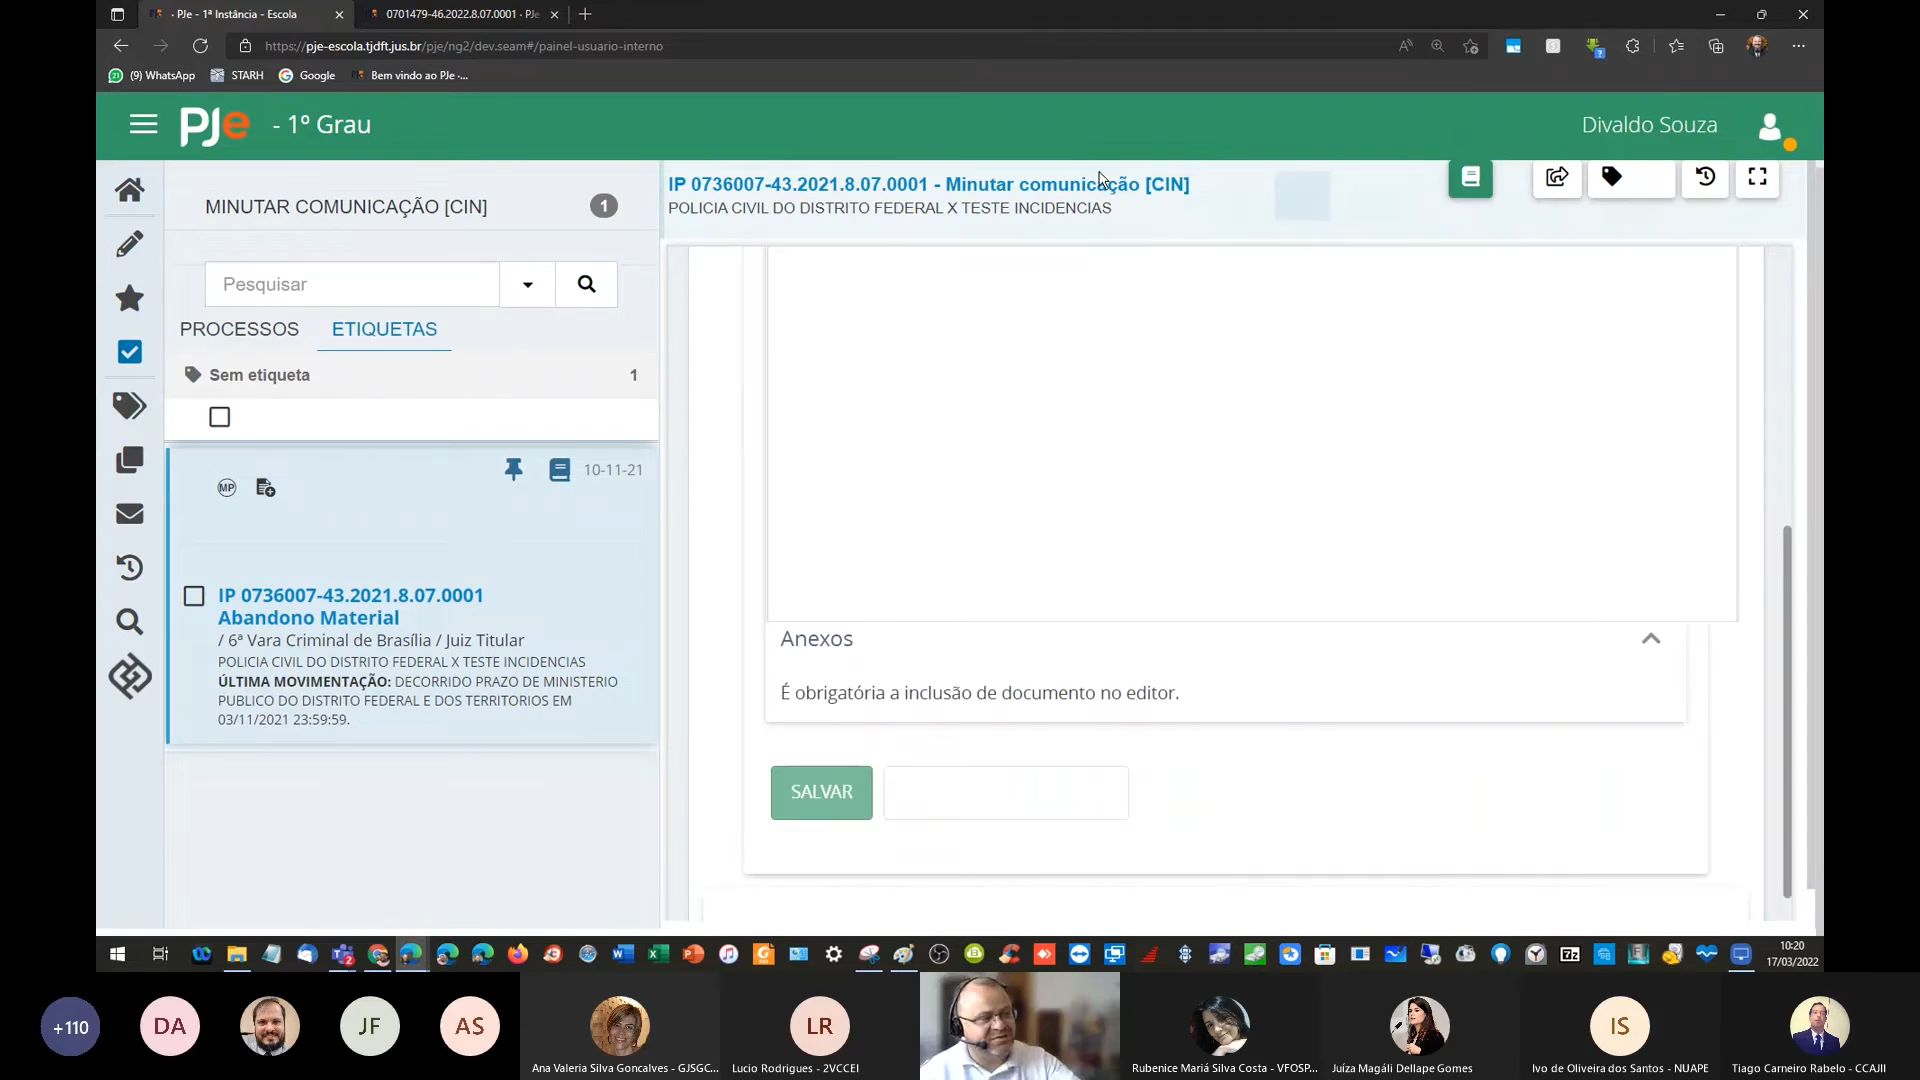 · PJe - 1ª Instância - Escola
0701479-46.2022.8.07.0001 · PJe
https://pje-escola.tjdft.jus.br/pje/ng2/dev.seam#/painel-usuario-interno
(9) WhatsApp
STARH
Google
Bem vindo ao PJe ·...
PJe - 1º Grau
Divaldo Souza
MINUTAR COMUNICAÇÃO [CIN]
1
Pesquisar
PROCESSOS
ETIQUETAS
Sem etiqueta
1
MP
10-11-21
IP 0736007-43.2021.8.07.0001
Abandono Material
/ 6ª Vara Criminal de Brasília / Juiz Titular
POLICIA CIVIL DO DISTRITO FEDERAL X TESTE INCIDENCIAS
ÚLTIMA MOVIMENTAÇÃO: DECORRIDO PRAZO DE MINISTERIO
PUBLICO DO DISTRITO FEDERAL E DOS TERRITORIOS EM
03/11/2021 23:59:59.
IP 0736007-43.2021.8.07.0001 - Minutar comunicação [CIN]
POLICIA CIVIL DO DISTRITO FEDERAL X TESTE INCIDENCIAS
Anexos
É obrigatória a inclusão de documento no editor.
SALVAR
10:20
17/03/2022
+110
DA
JF
AS
Ana Valeria Silva Goncalves - GJSGC...
LR
Lucio Rodrigues - 2VCCEI
Rubenice Mariá Silva Costa - VFOSP...
Juíza Magáli Dellape Gomes
IS
Ivo de Oliveira dos Santos - NUAPE
Tiago Carneiro Rabelo - CCAJII